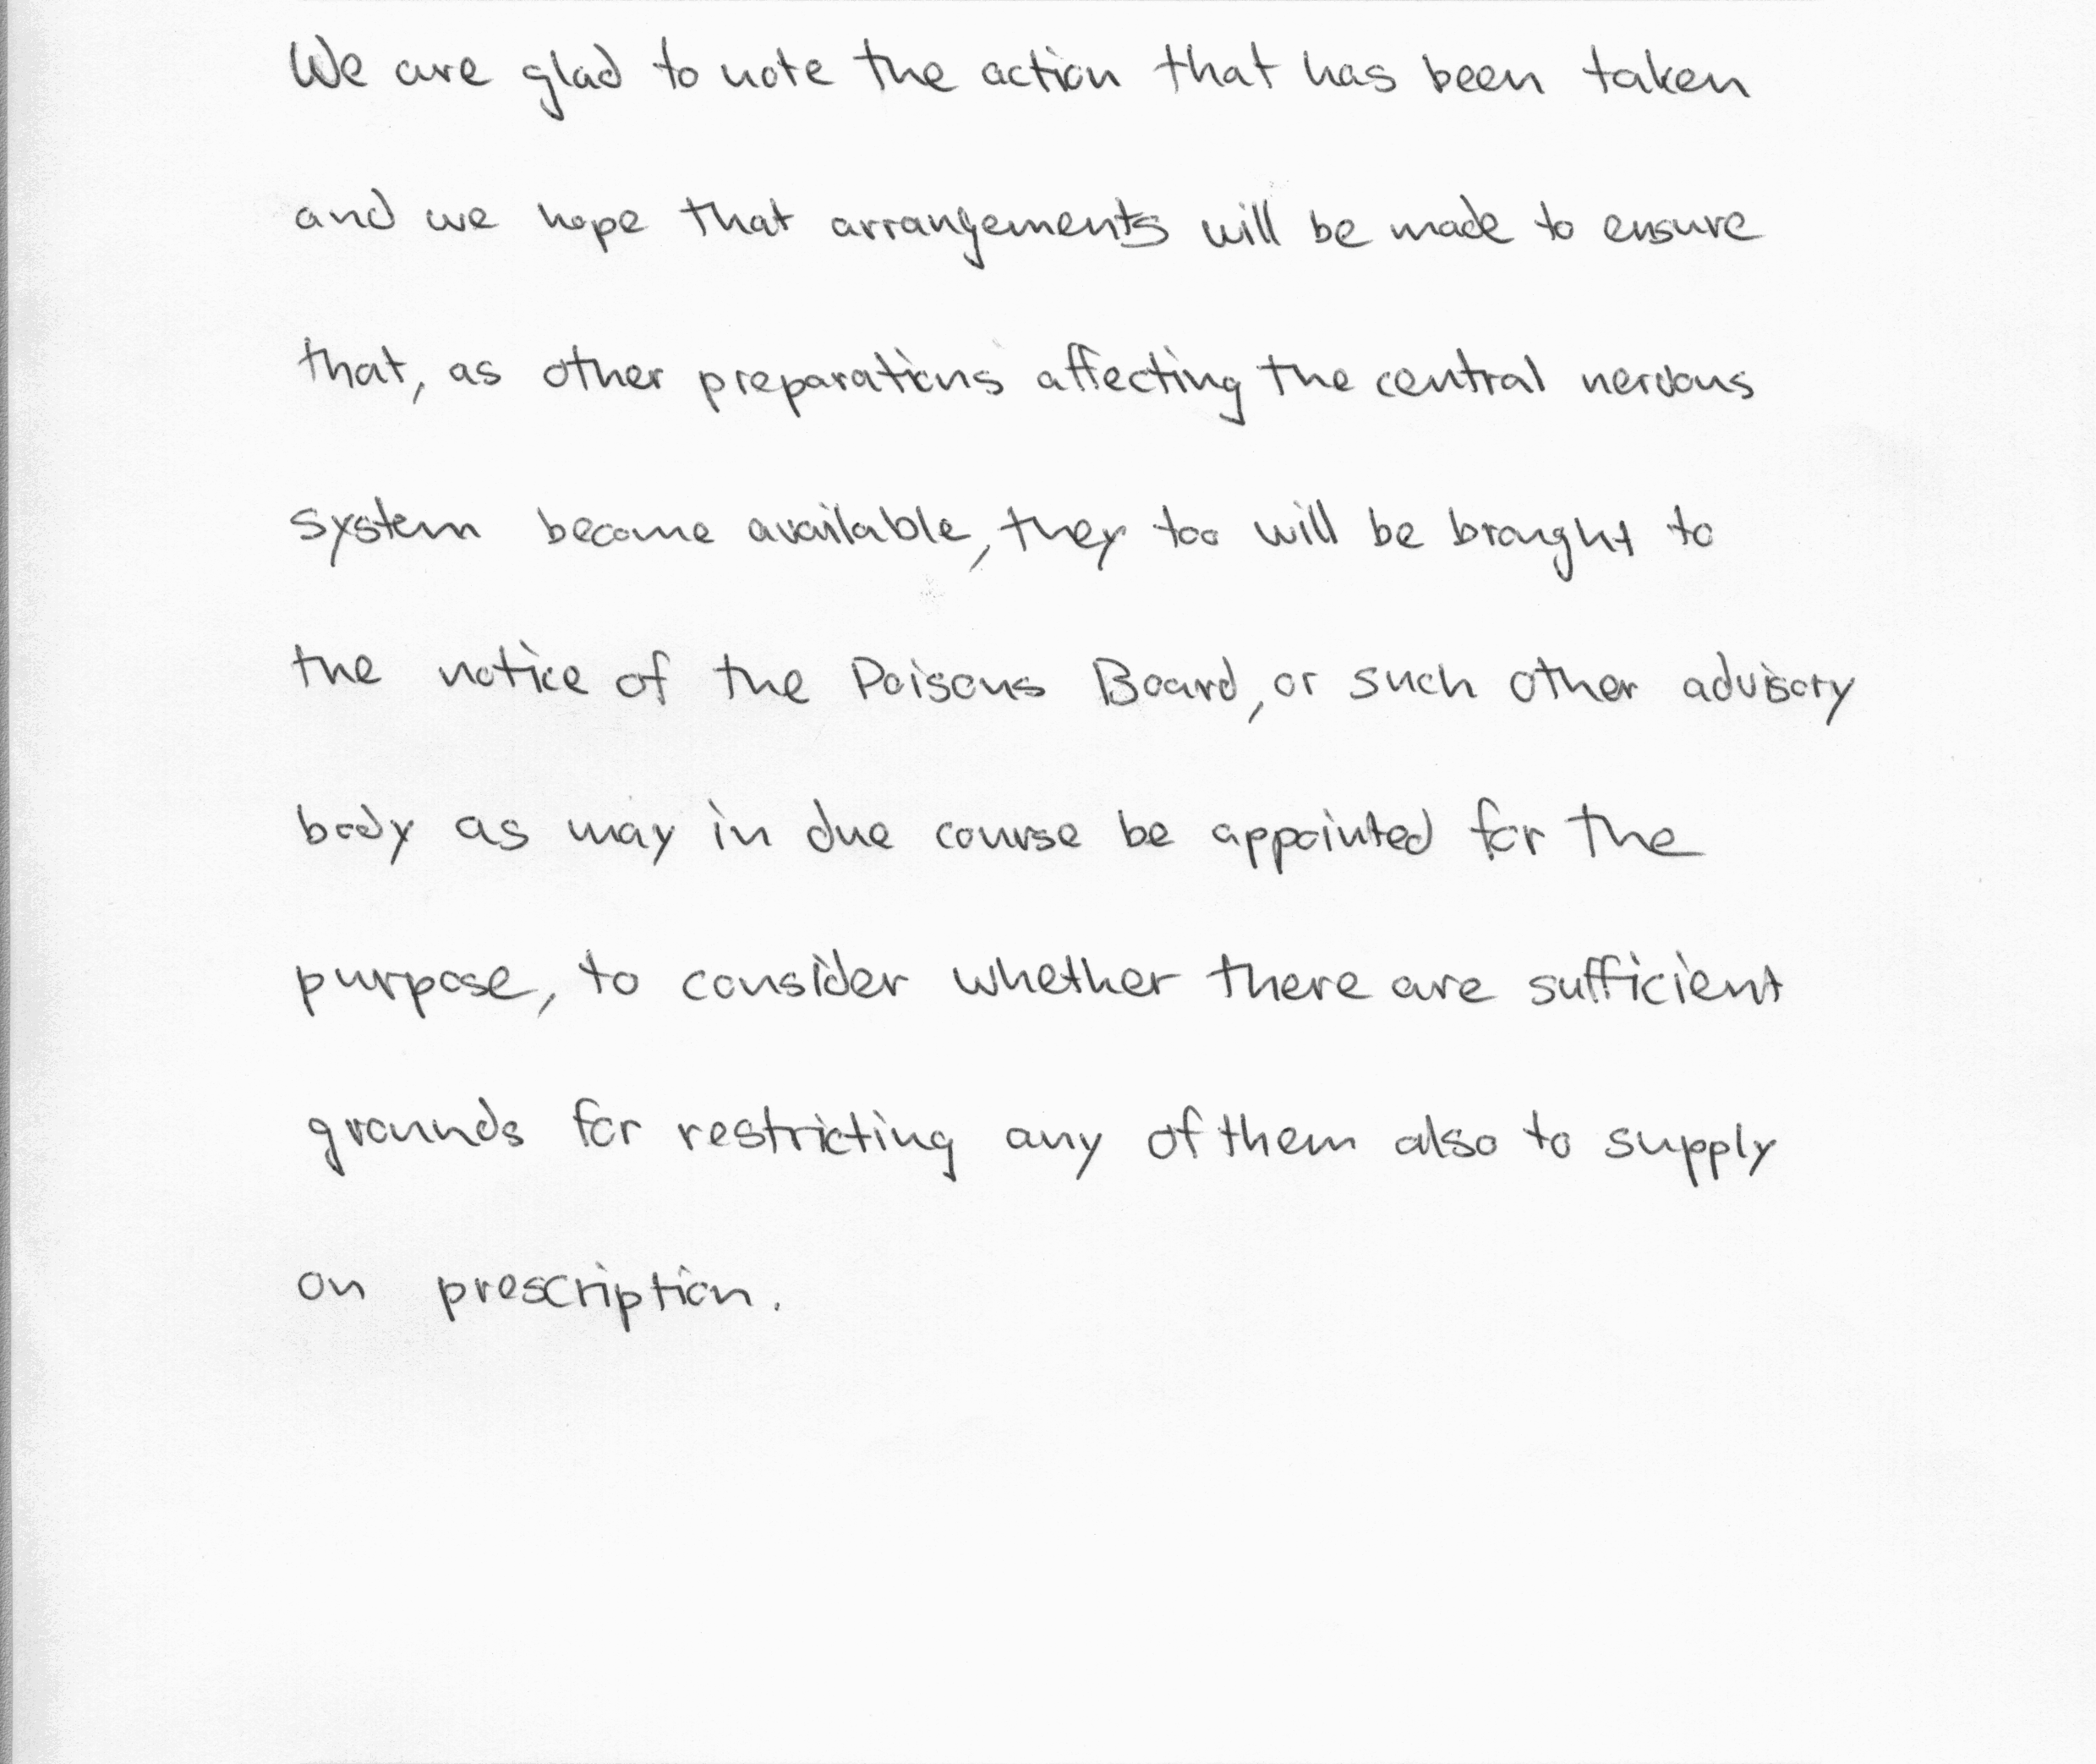 We are glad to note the action that has been taken
and we hope that arrangements will be made to ensure
that, as other preparations affecting the central nervous
system become available, they too will be brought to
the notice of the Poisons Board, or such other advisory
body as may in due course be appointed for the
purpose, to consider whether there are sufficient
grounds for restricting any of them also to supply
on prescription.